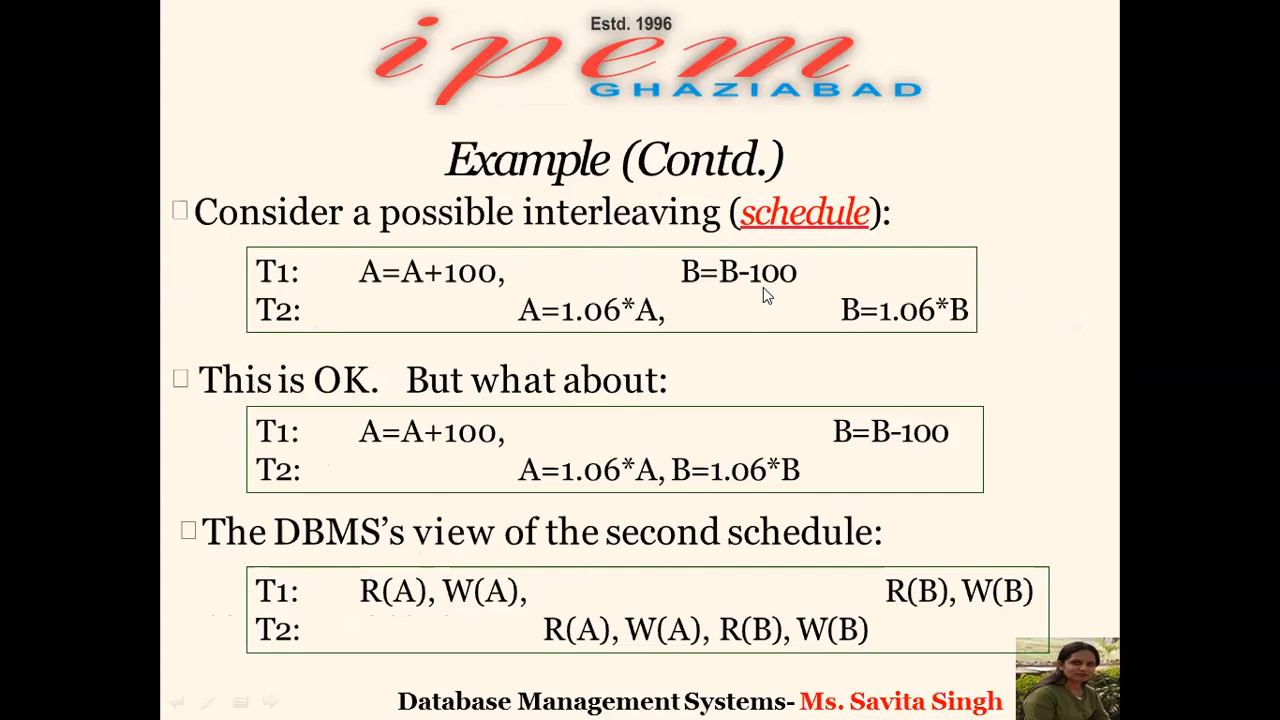 Estd. 1996
ipem
GHAZIABAD
Example (Contd.)
Consider a possible interleaving (schedule):
T1: A=A+100, B=B-100
T2: A=1.06*A, B=1.06*B
This is OK. But what about:
T1: A=A+100, B=B-100
T2: A=1.06*A, B=1.06*B
The DBMS’s view of the second schedule:
T1: R(A), W(A), R(B), W(B)
T2: R(A), W(A), R(B), W(B)
Database Management Systems- Ms. Savita Singh